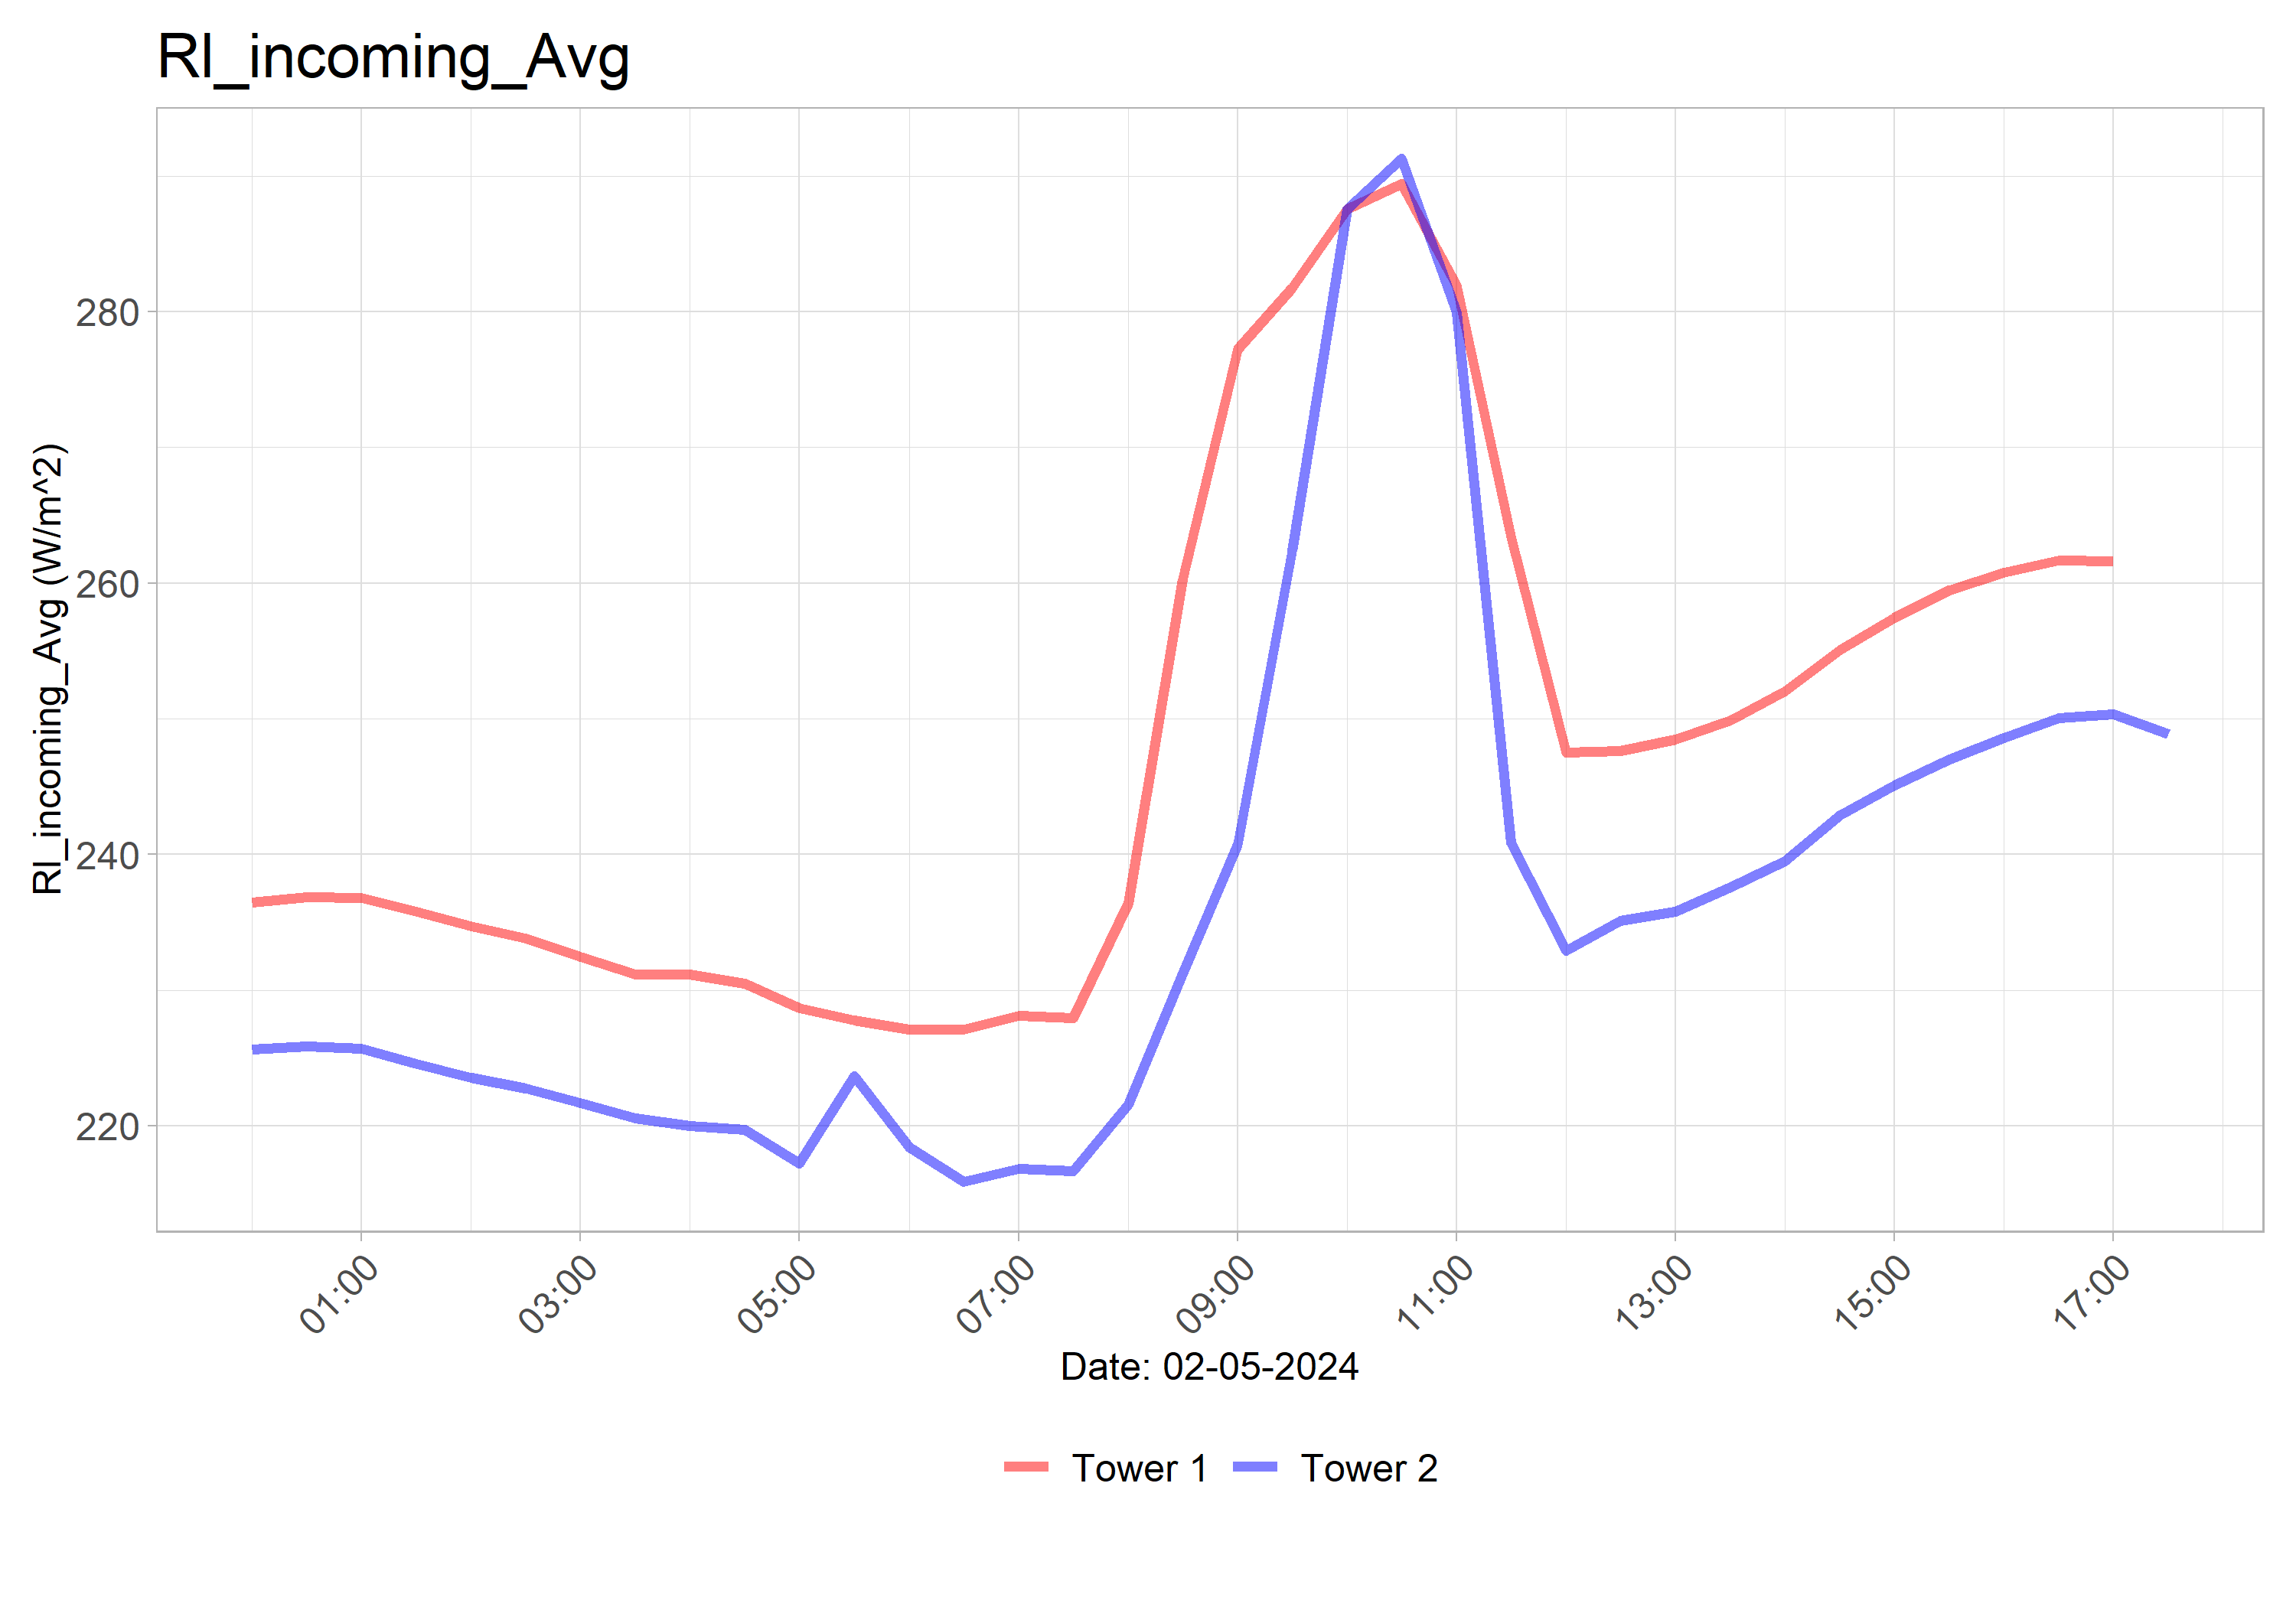 Rl_incoming_Avg
Rl_incoming_Avg (W/m^2)
280
260
240
220
01:00 03:00 05:00 07:00 09:00 11:00 13:00 15:00 17:00
Date: 02-05-2024
Tower 1 Tower 2